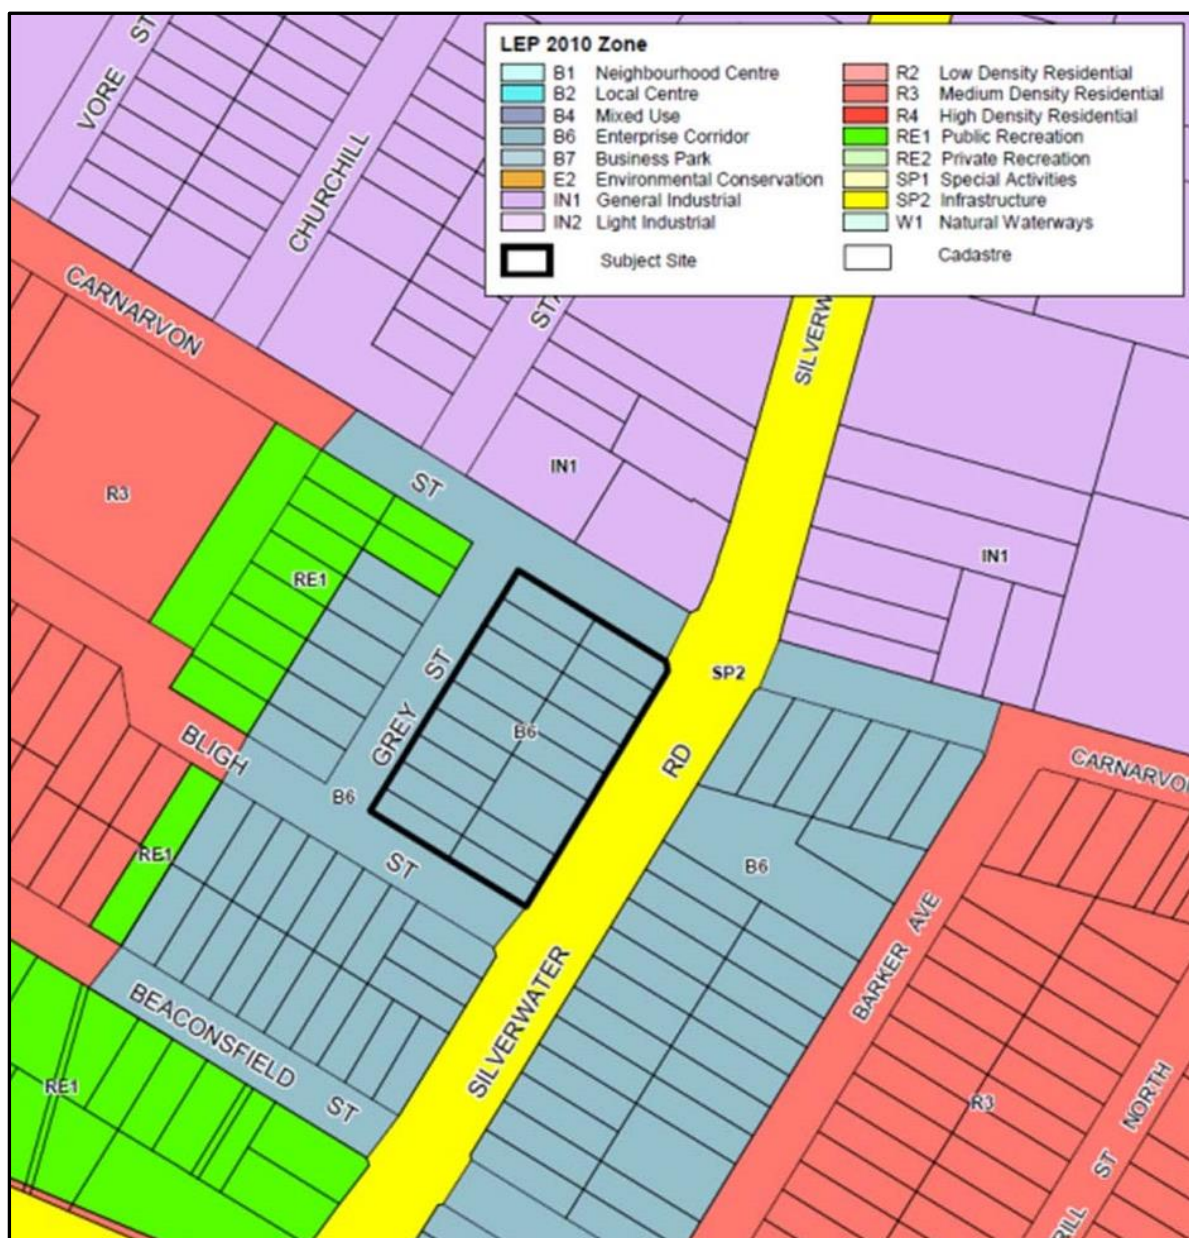 LEP 2010 Zone
B1 Neighbourhood Centre
B2 Local Centre
B4 Mixed Use
B6 Enterprise Corridor
B7 Business Park
E2 Environmental Conservation
IN1 General Industrial
IN2 Light Industrial
Subject Site
R2 Low Density Residential
R3 Medium Density Residential
R4 High Density Residential
RE1 Public Recreation
RE2 Private Recreation
SP1 Special Activities
SP2 Infrastructure
W1 Natural Waterways
Cadastre
VORE ST
CHURCHILL
STA
SILVERW
CARNARVON
ST
IN1
R3
IN1
RE1
GREY ST
SP2
B6
RD
BLIGH
B6
ST
CARNARVO
RE1
B6
BARKER AVE
SILVERWATER
BEACONSFIELD
ST
RE1
R3
ST NORTH
RILL